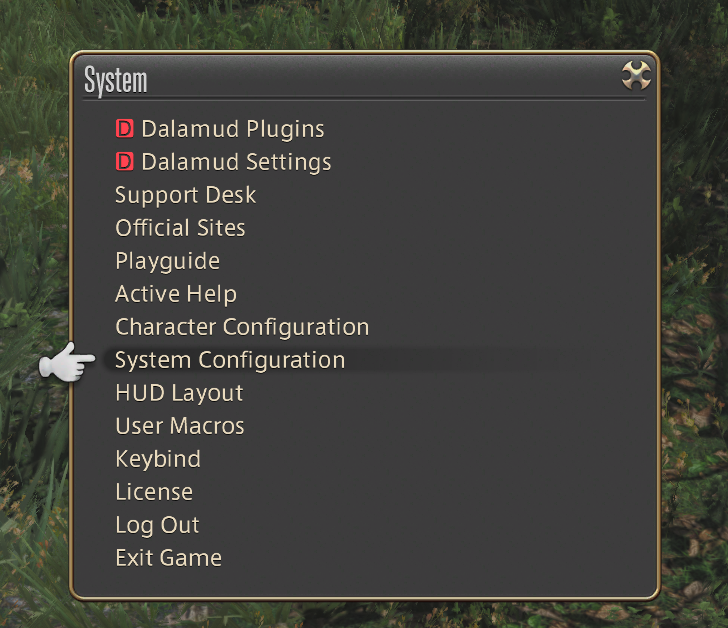 System
D Dalamud Plugins
D Dalamud Settings
Support Desk
Official Sites
Playguide
Active Help
Character Configuration
System Configuration
HUD Layout
User Macros
Keybind
License
Log Out
Exit Game